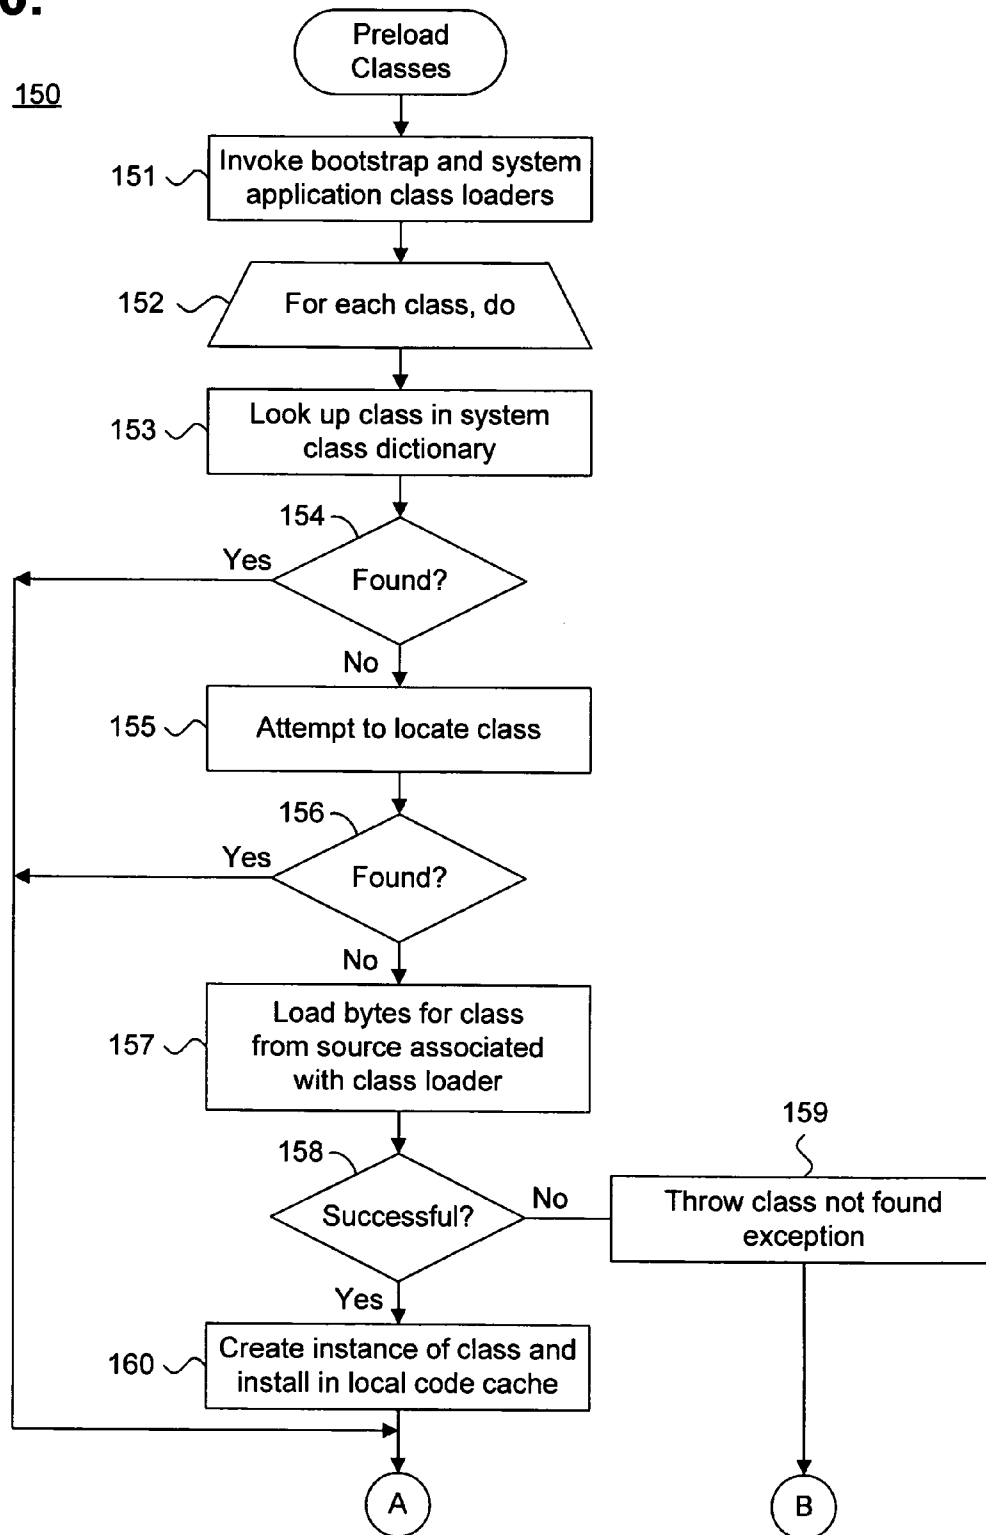 150
Preload
Classes
151
Invoke bootstrap and system
application class loaders
152
For each class, do
153
Look up class in system
class dictionary
154
Yes
Found?
No
155
Attempt to locate class
156
Yes
Found?
No
157
Load bytes for class
from source associated
with class loader
158
Successful?
No
159
Throw class not found
exception
Yes
160
Create instance of class and
install in local code cache
A
B